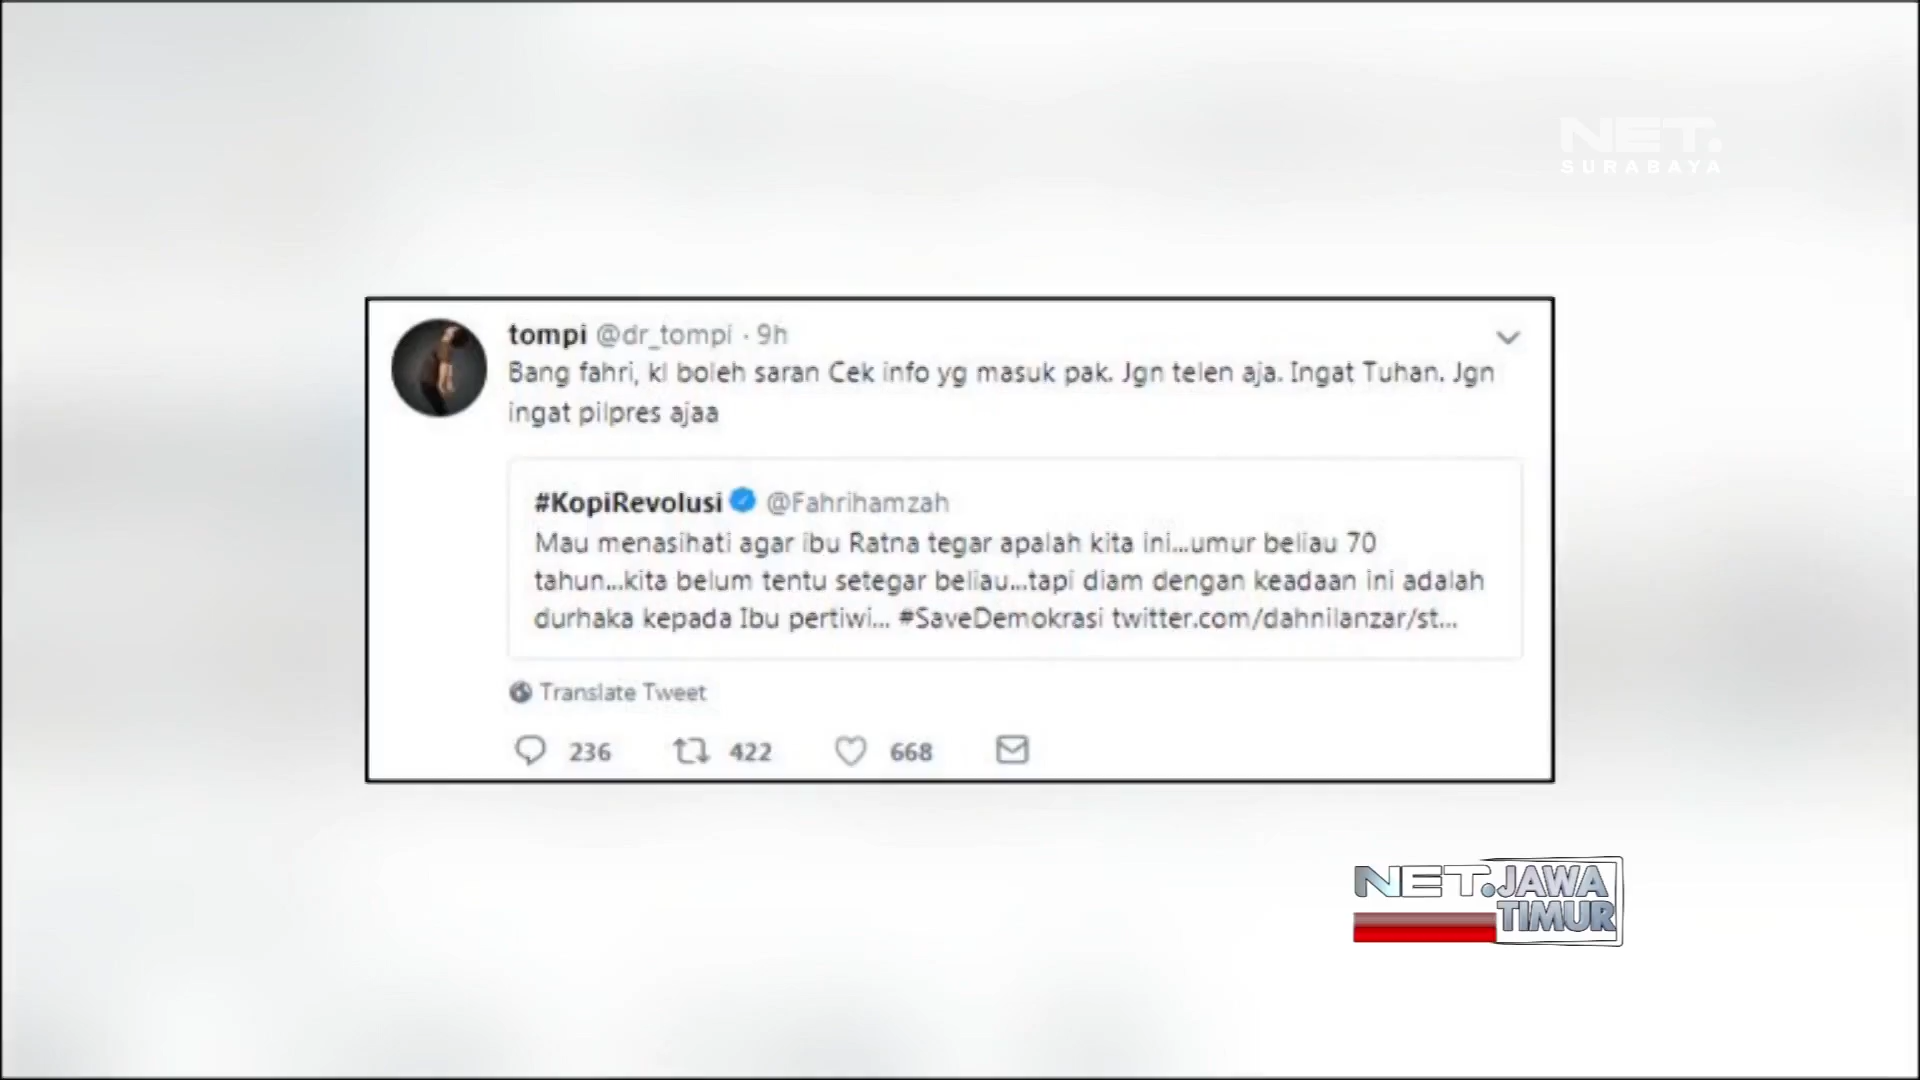 NET.
SURABAYA
tompi @dr_tompi · 9h
Bang fahri, kl boleh saran Cek info yg masuk pak. Jgn telen aja. Ingat Tuhan. Jgn
ingat pilpres ajaa
#KopiRevolusi @Fahrihamzah
Mau menasihati agar ibu Ratna tegar apalah kita ini...umur beliau 70
tahun...kita belum tentu setegar beliau...tapi diam dengan keadaan ini adalah
durhaka kepada Ibu pertiwi... #SaveDemokrasi twitter.com/dahnilanzar/st...
Translate Tweet
236 422 668
NET. JAWA
TIMUR